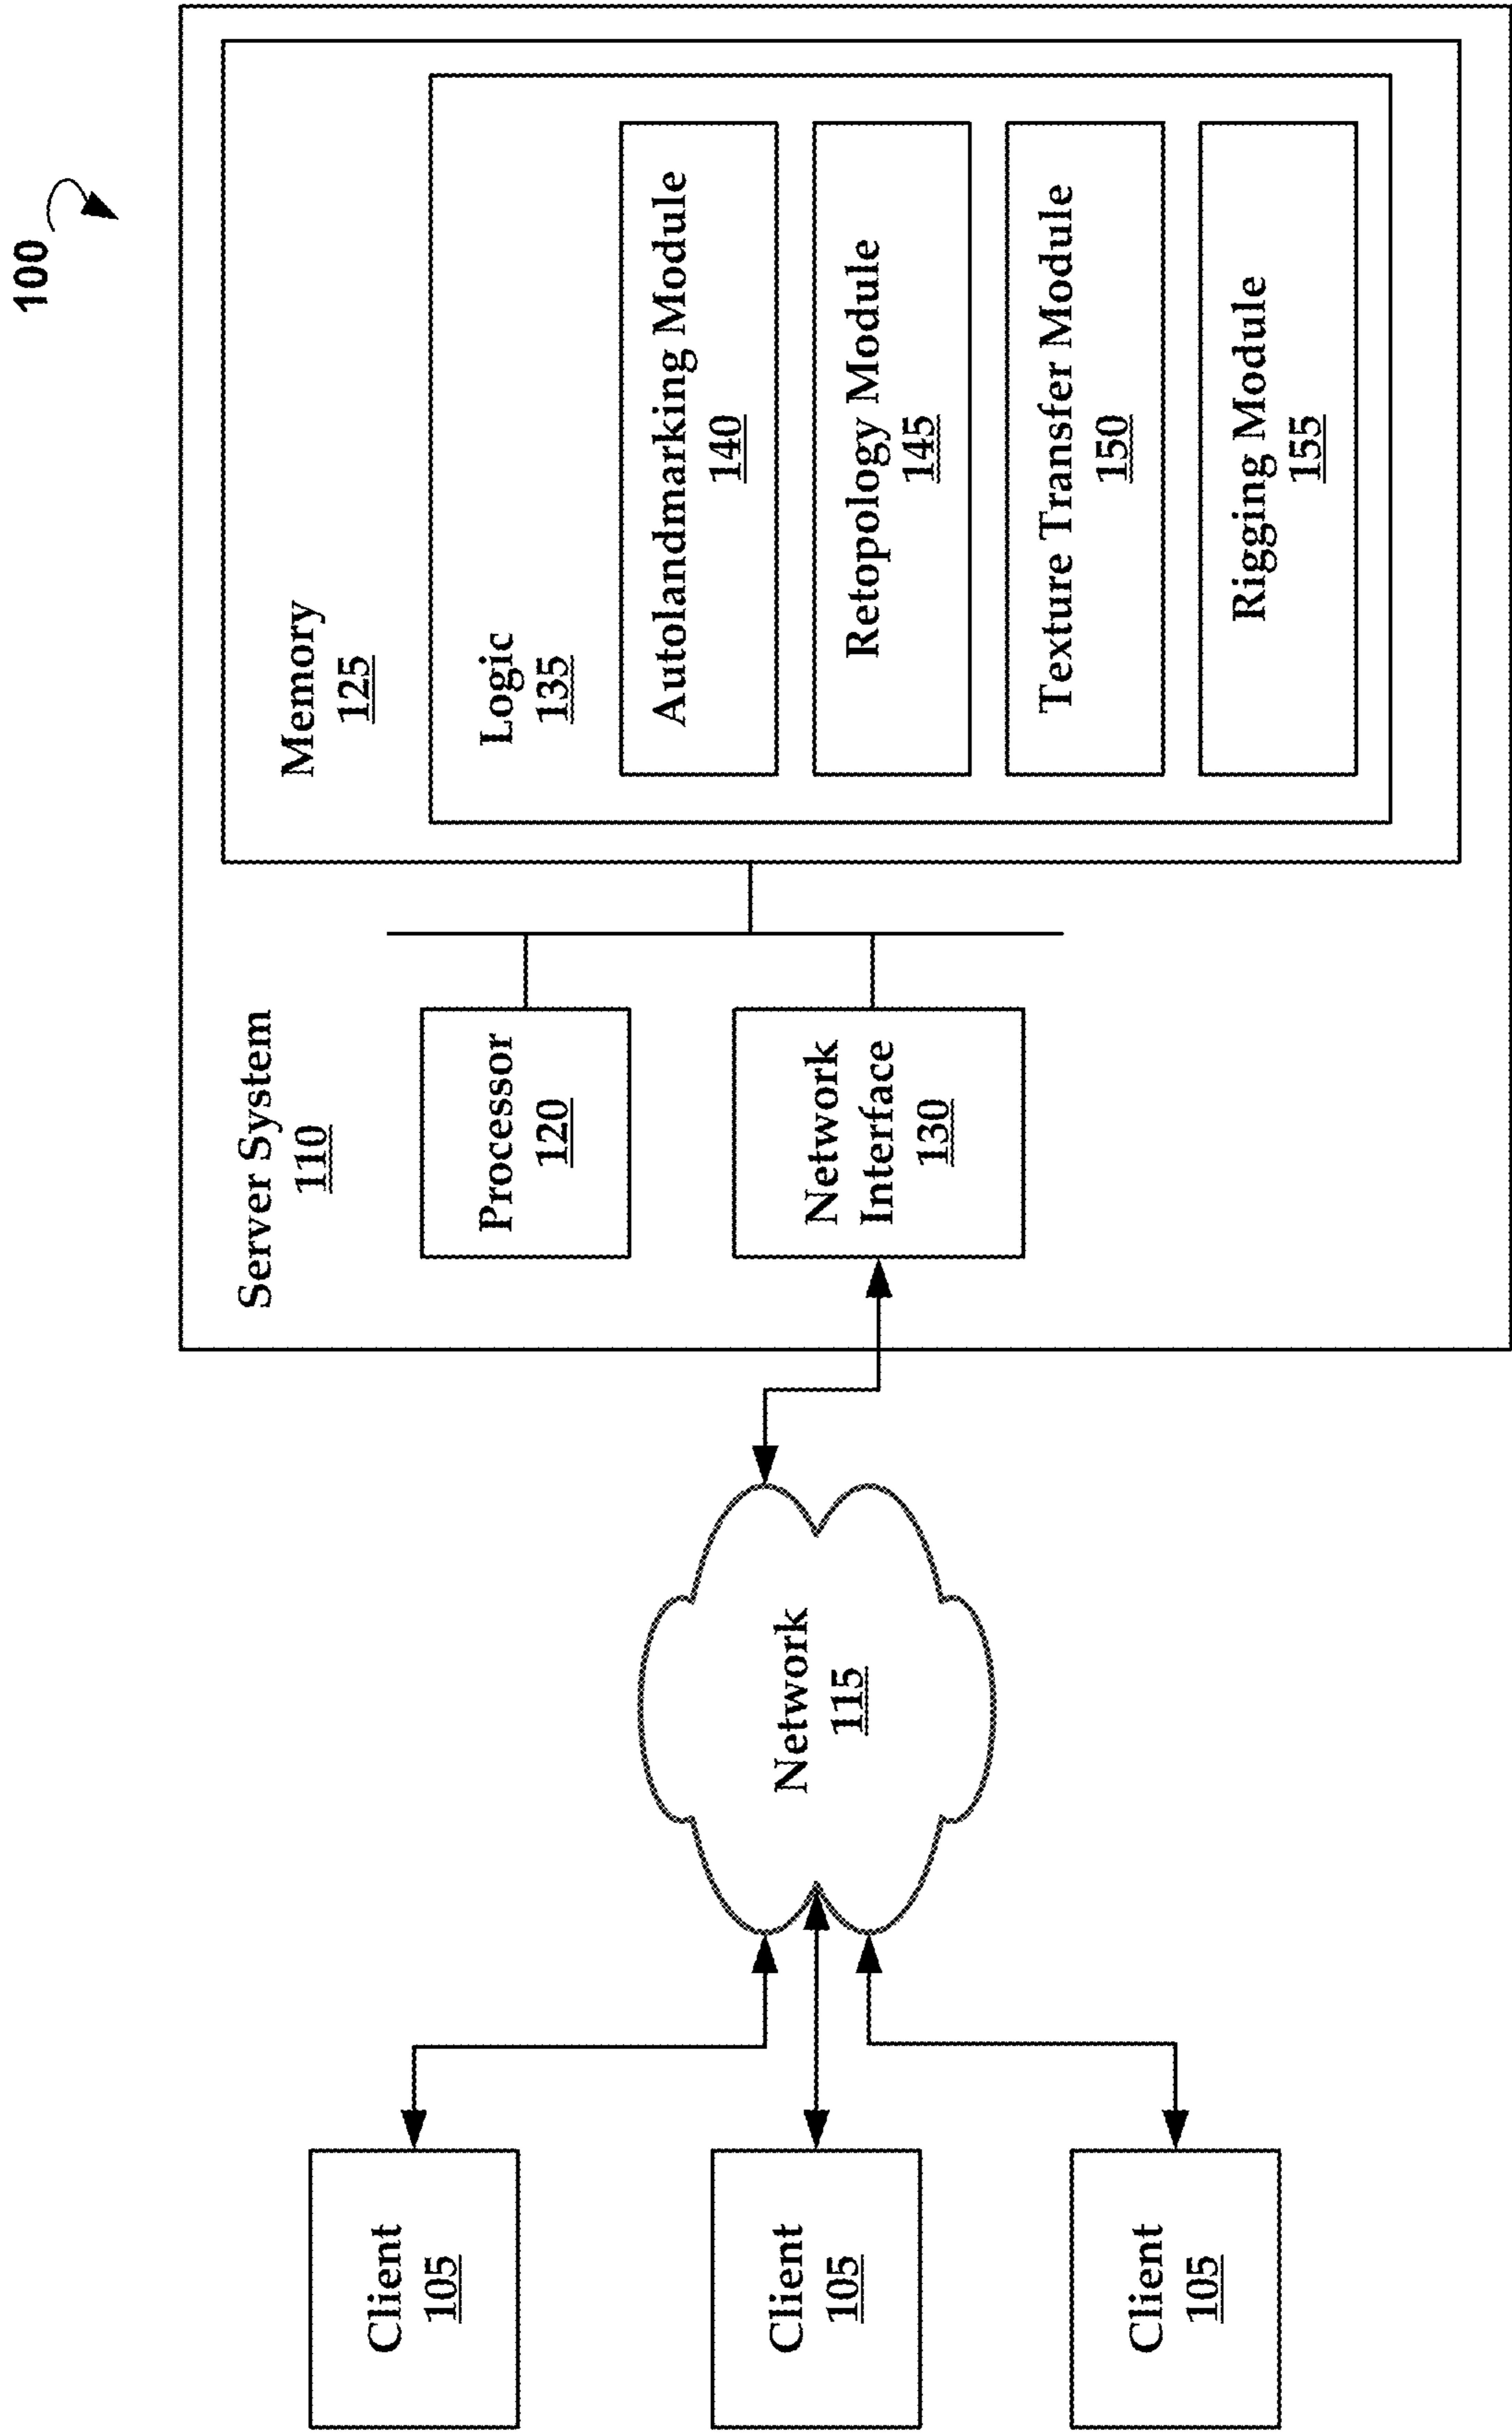 100
Server System
110
Memory
125
Logic
135
Autolandmarking Module
140
Retopology Module
145
Texture Transfer Module
150
Rigging Module
155
Processor
120
Network
Interface
130
Network
115
Client
105
Client
105
Client
105